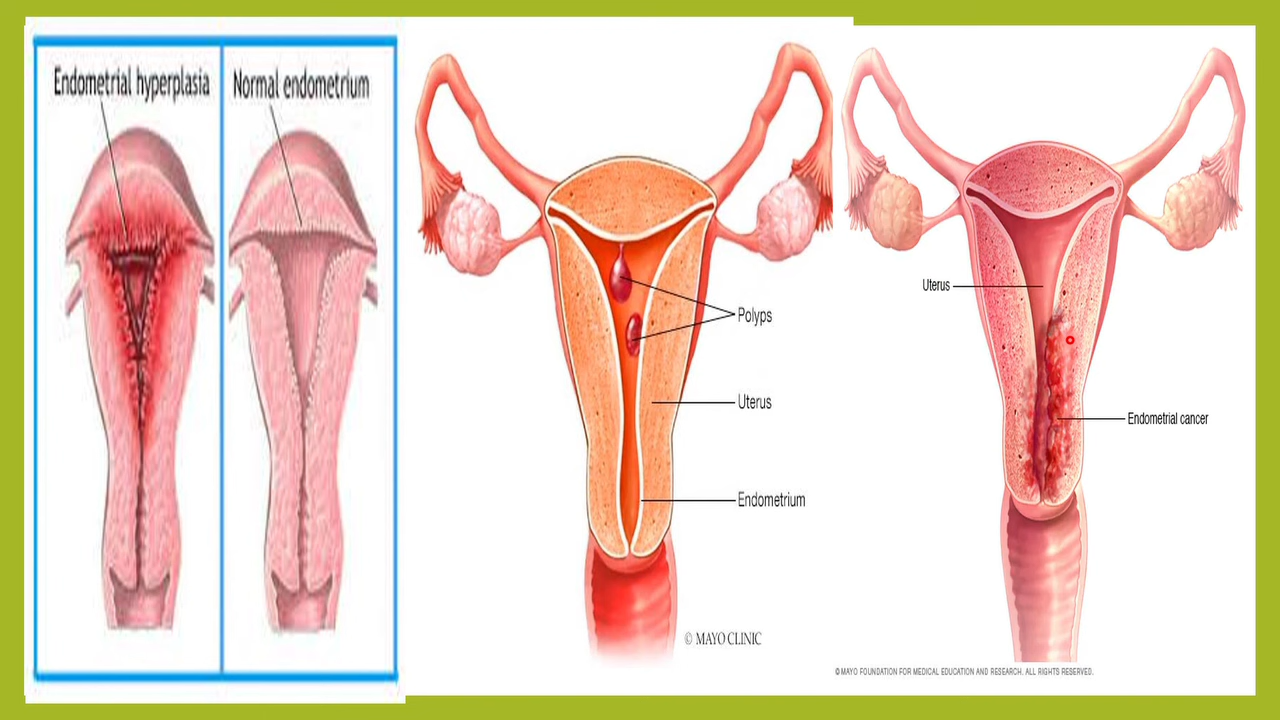 Endometrial hyperplasia
Normal endometrium
Polyps
Uterus
Endometrium
© MAYO CLINIC
Uterus
Endometrial cancer
© MAYO FOUNDATION FOR MEDICAL EDUCATION AND RESEARCH. ALL RIGHTS RESERVED.